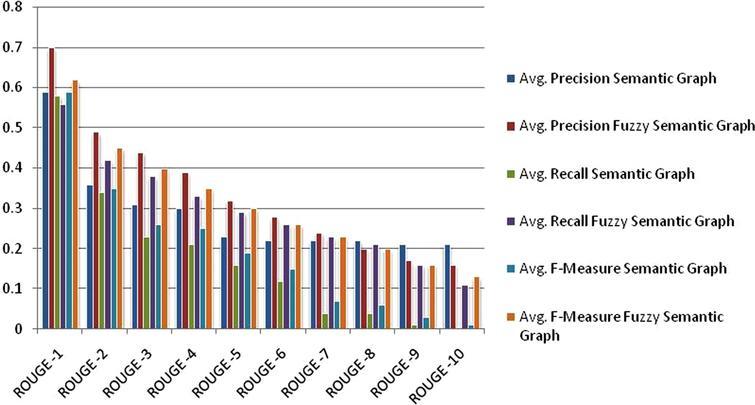 0.8
0.7
0.6
0.5
0.4
0.3
0.2
0.1
0
ROUGE -1
ROUGE -2
ROUGE -3
ROUGE -4
ROUGE -5
ROUGE -6
ROUGE -7
ROUGE -8
ROUGE -9
ROUGE -10
Avg. Precision Semantic Graph
Avg. Precision Fuzzy Semantic Graph
Avg. Recall Semantic Graph
Avg. Recall Fuzzy Semantic Graph
Avg. F-Measure Semantic Graph
Avg. F-Measure Fuzzy Semantic
Graph